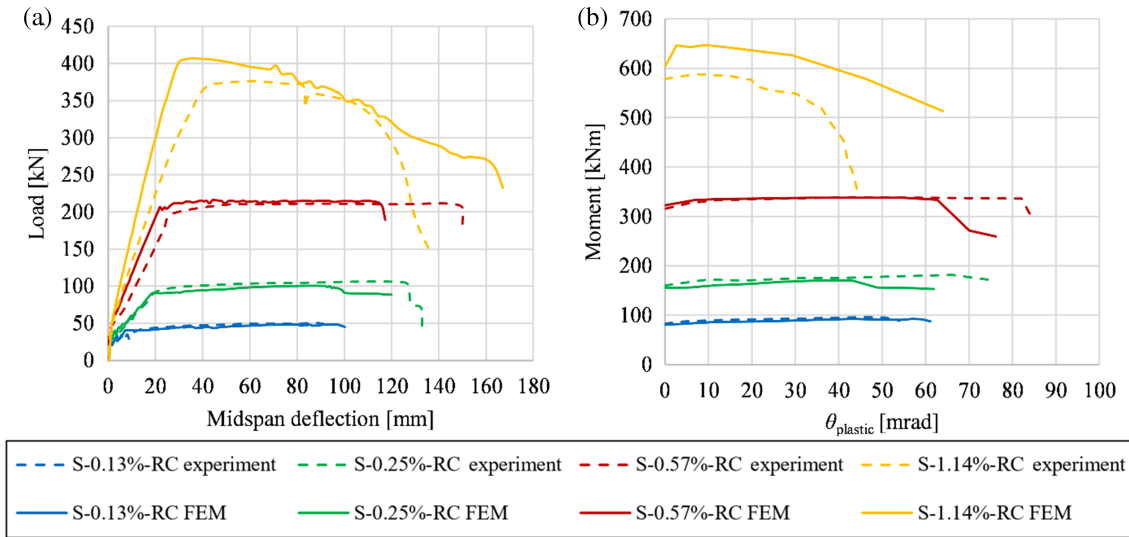 (a)
Load [kN]
450
400
350
300
250
200
150
100
50
0
0 20 40 60 80 100 120 140 160 180
Midspan deflection [mm]
(b)
Moment [kNm]
700
600
500
400
300
200
100
0
0 10 20 30 40 50 60 70 80 90 100
θplastic [mrad]
S-0.13%-RC experiment S-0.25%-RC experiment S-0.57%-RC experiment S-1.14%-RC experiment
S-0.13%-RC FEM S-0.25%-RC FEM S-0.57%-RC FEM S-1.14%-RC FEM